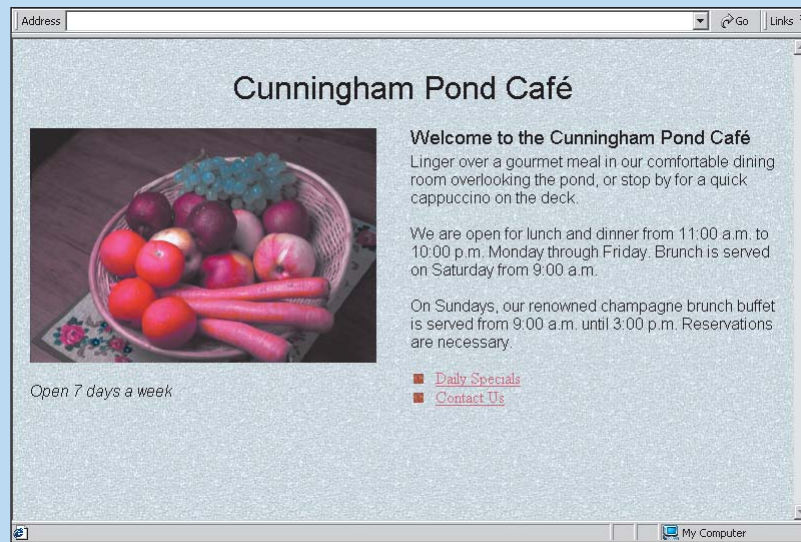 Address Go Links
Cunningham Pond Café
Welcome to the Cunningham Pond Café
Linger over a gourmet meal in our comfortable dining
room overlooking the pond, or stop by for a quick
cappuccino on the deck.
We are open for lunch and dinner from 11:00 a.m. to
10:00 p.m. Monday through Friday. Brunch is served
on Saturday from 9:00 a.m.
On Sundays, our renowned champagne brunch buffet
is served from 9:00 a.m. until 3:00 p.m. Reservations
are necessary.
Daily Specials
Contact Us
Open 7 days a week
My Computer